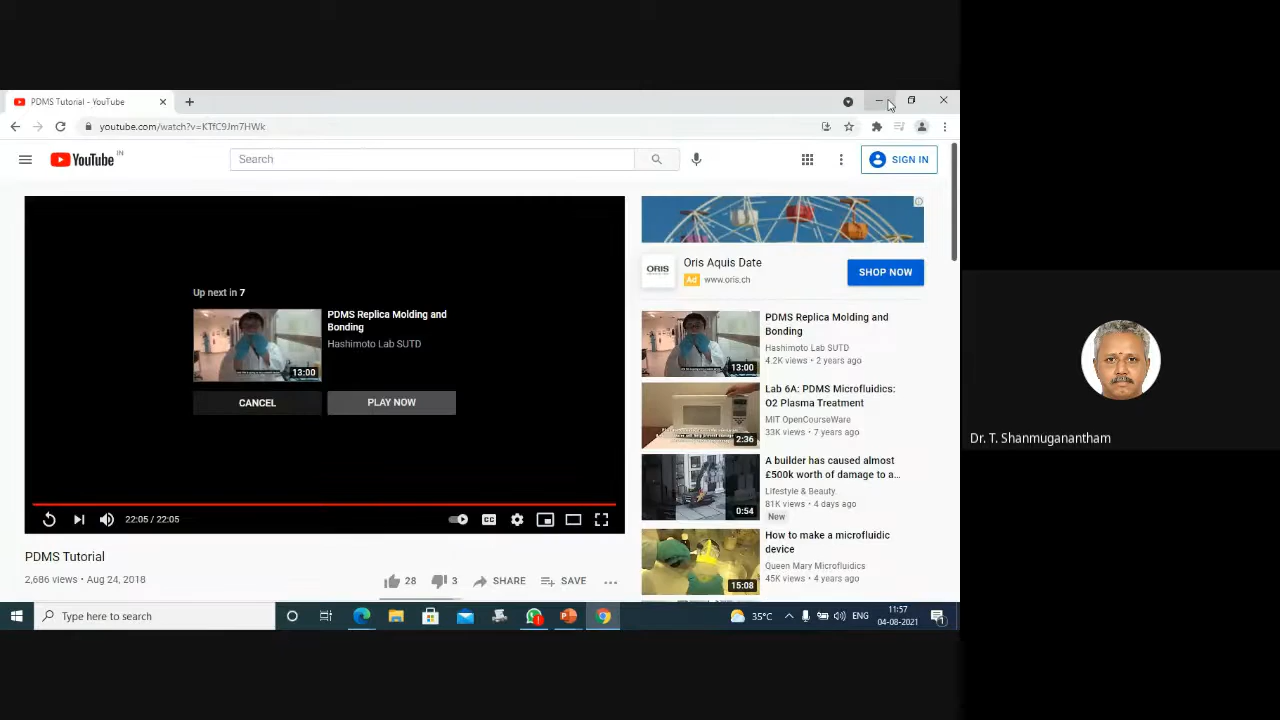 PDMS Tutorial - YouTube
youtube.com/watch?v=KTfC9Jm7HWk
YouTube IN
Search
SIGN IN
Up next in 7
PDMS Replica Molding and
Bonding
Hashimoto Lab SUTD
13:00
CANCEL
PLAY NOW
22:05 / 22:05
CC
PDMS Tutorial
2,686 views • Aug 24, 2018
28
3
SHARE
SAVE
ORIS
Oris Aquis Date
Ad www.oris.ch
SHOP NOW
PDMS Replica Molding and
Bonding
Hashimoto Lab SUTD
4.2K views • 2 years ago
13:00
Lab 6A: PDMS Microfluidics:
O2 Plasma Treatment
MIT OpenCourseWare
33K views • 7 years ago
2:36
A builder has caused almost
£500k worth of damage to a...
Lifestyle & Beauty
81K views • 4 days ago
New
0:54
How to make a microfluidic
device
Queen Mary Microfluidics
45K views • 4 years ago
15:08
Type here to search
35°C
ENG
11:57
04-08-2021
1
Dr. T. Shanmuganantham